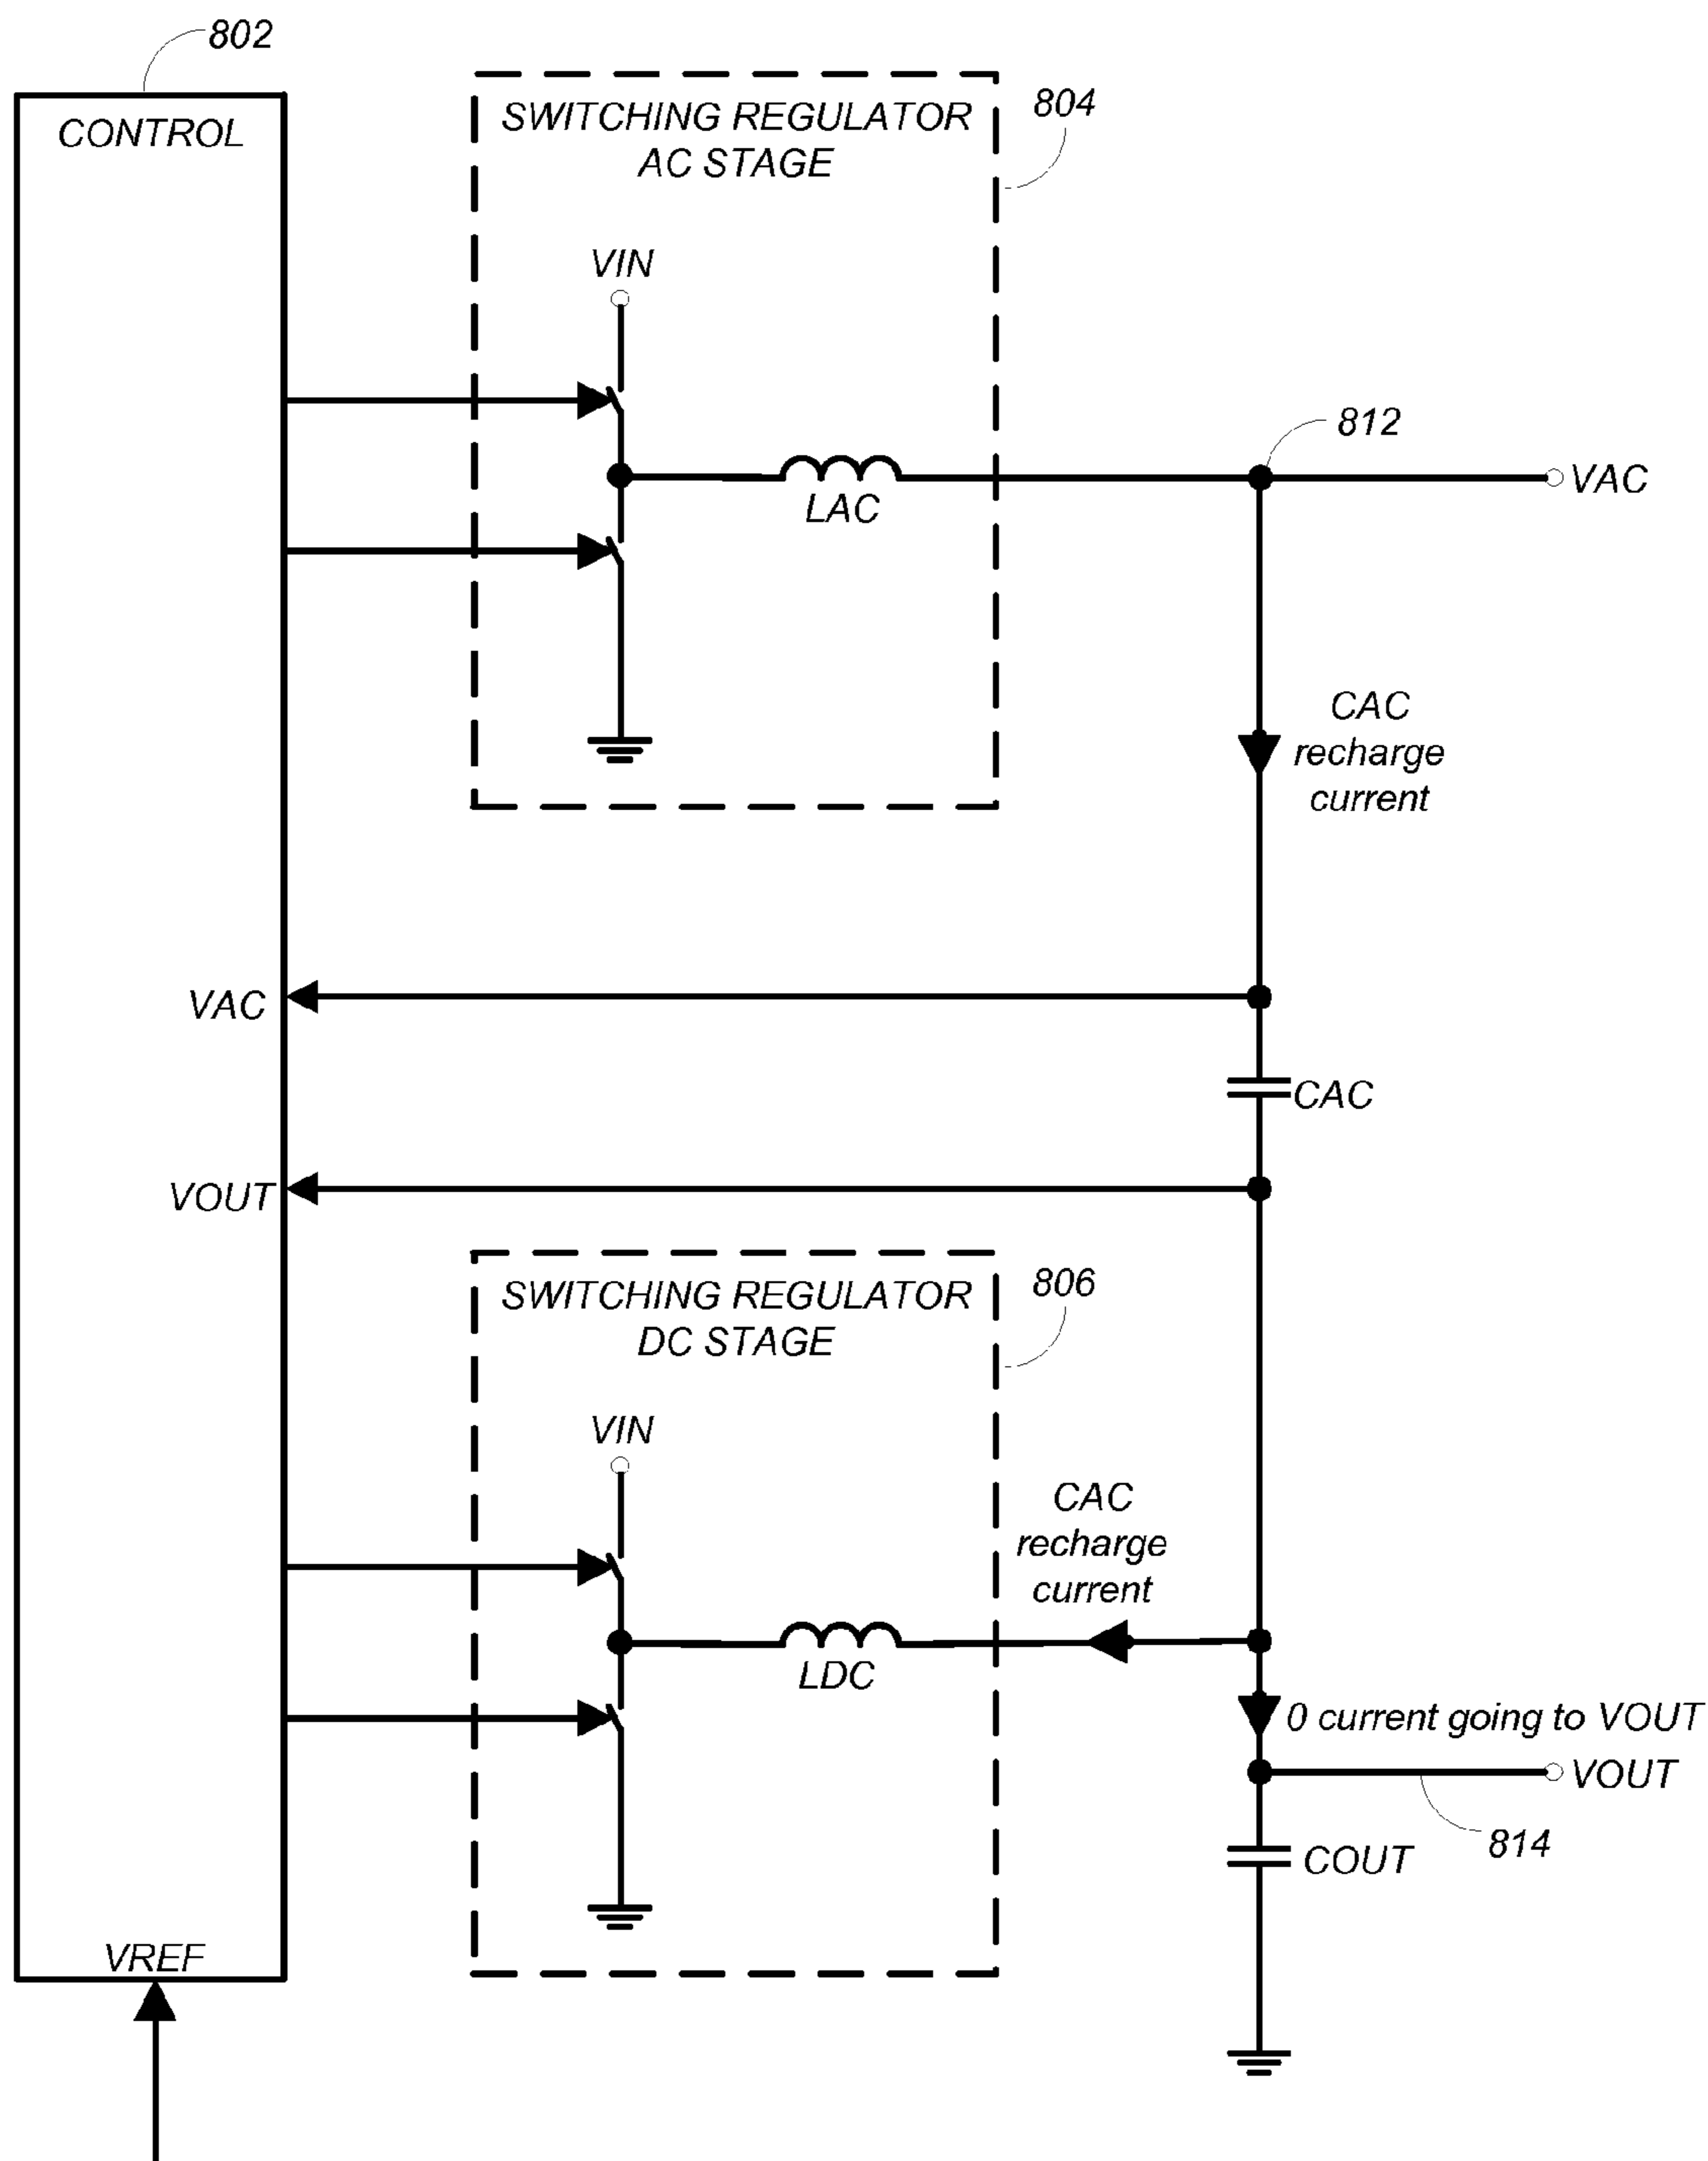 802
CONTROL
SWITCHING REGULATOR
AC STAGE
804
VIN
LAC
812
VAC
CAC
recharge
current
VAC
CAC
VOUT
SWITCHING REGULATOR
DC STAGE
806
VIN
CAC
recharge
current
LDC
0 current going to VOUT
VOUT
814
COUT
VREF